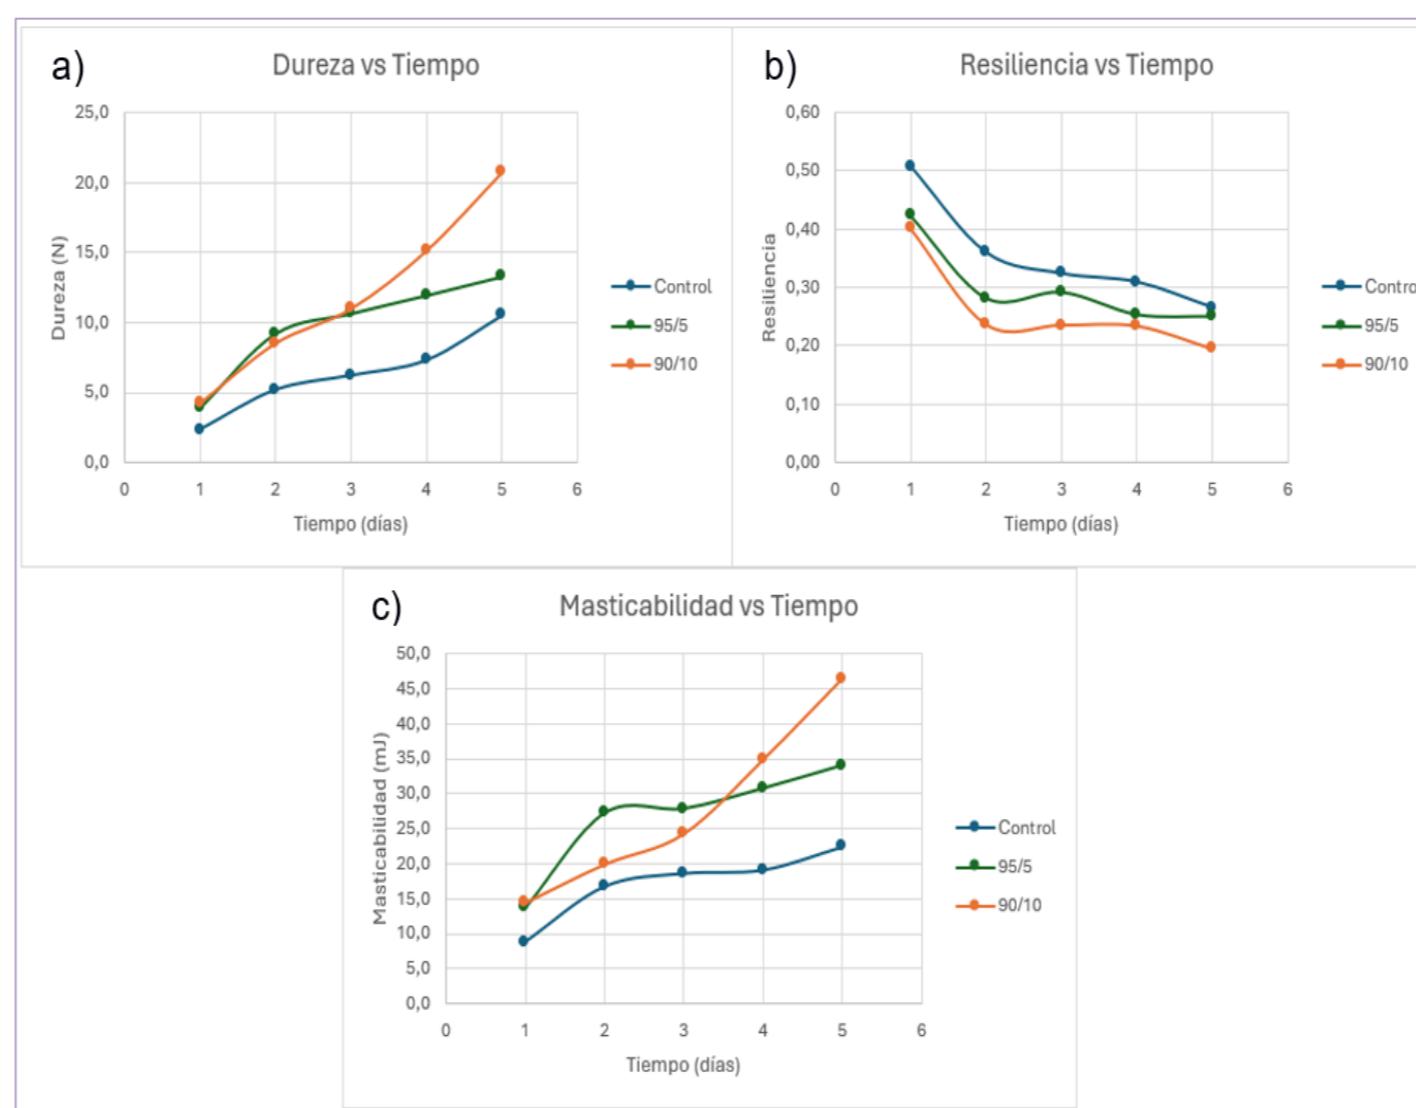 a)
Dureza vs Tiempo
25,0
20,0
15,0
10,0
5,0
0,0
Dureza (N)
0 1 2 3 4 5 6
Tiempo (días)
Control
95/5
90/10
b)
Resiliencia vs Tiempo
0,60
0,50
0,40
0,30
0,20
0,10
0,00
Resiliencia
0 1 2 3 4 5 6
Tiempo (días)
Contro
95/5
90/10
c)
Masticabilidad vs Tiempo
50,0
45,0
40,0
35,0
30,0
25,0
20,0
15,0
10,0
5,0
0,0
Masticabilidad (mJ)
0 1 2 3 4 5 6
Tiempo (días)
Control
95/5
90/10